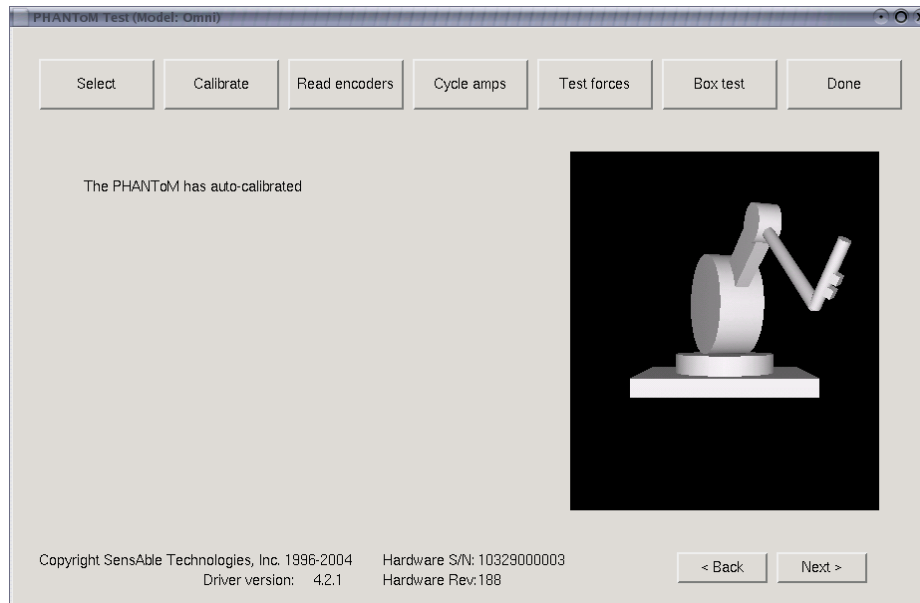 PHANToM Test (Model: Omni)
Select Calibrate Read encoders Cycle amps Test forces Box test Done
The PHANToM has auto-calibrated
Copyright SensAble Technologies, Inc. 1996-2004 Hardware S/N: 10329000003
Driver version: 4.2.1 Hardware Rev:188
< Back Next >